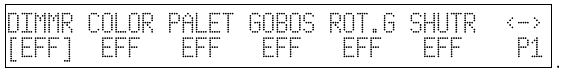 DIMMR COLOR PALET GOBOS ROT.G SHUTR <->
[EFF] EFF EFF EFF EFF EFF P1 .